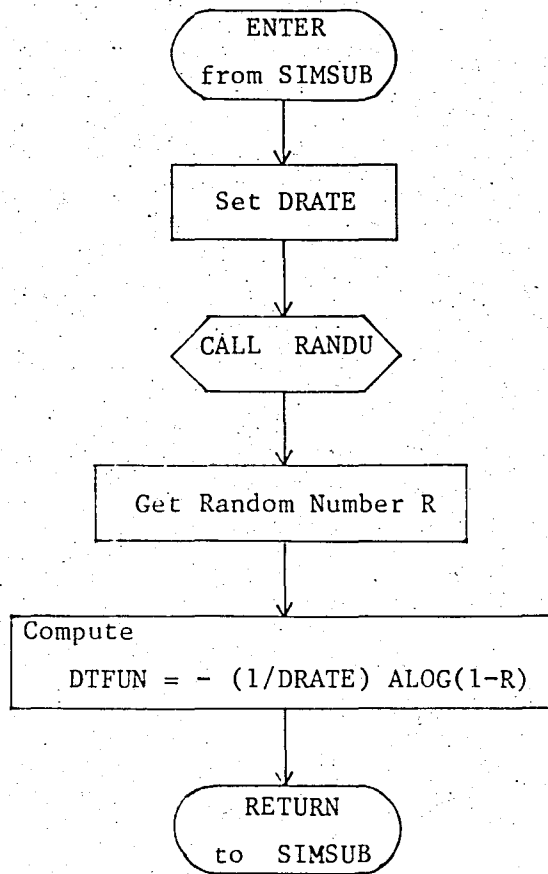 ENTER
from SIMSUB
Set DRATE
CALL RANDU
Get Random Number R
Compute
DTFUN = - (1/DRATE) ALOG(1-R)
RETURN
to SIMSUB